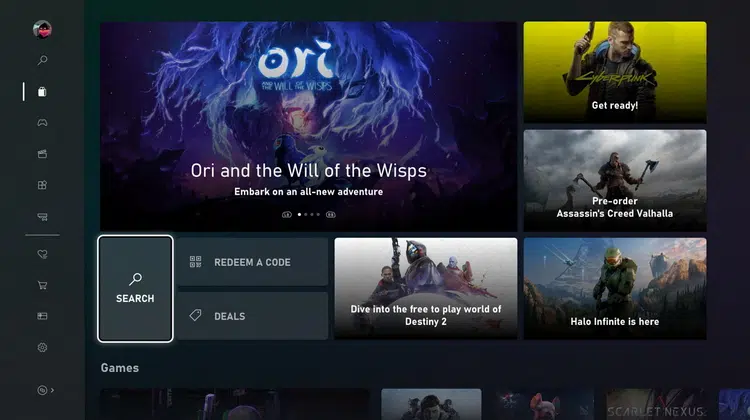 ori
AND THE WILL OF THE WISPS
Ori and the Will of the Wisps
Embark on an all-new adventure
LB
RB
Cyberpunk
Get ready!
Pre-order
Assassin's Creed Valhalla
SEARCH
REDEEM A CODE
DEALS
Dive into the free to play world of
Destiny 2
Halo Infinite is here
Games
SCARLET NEXUS